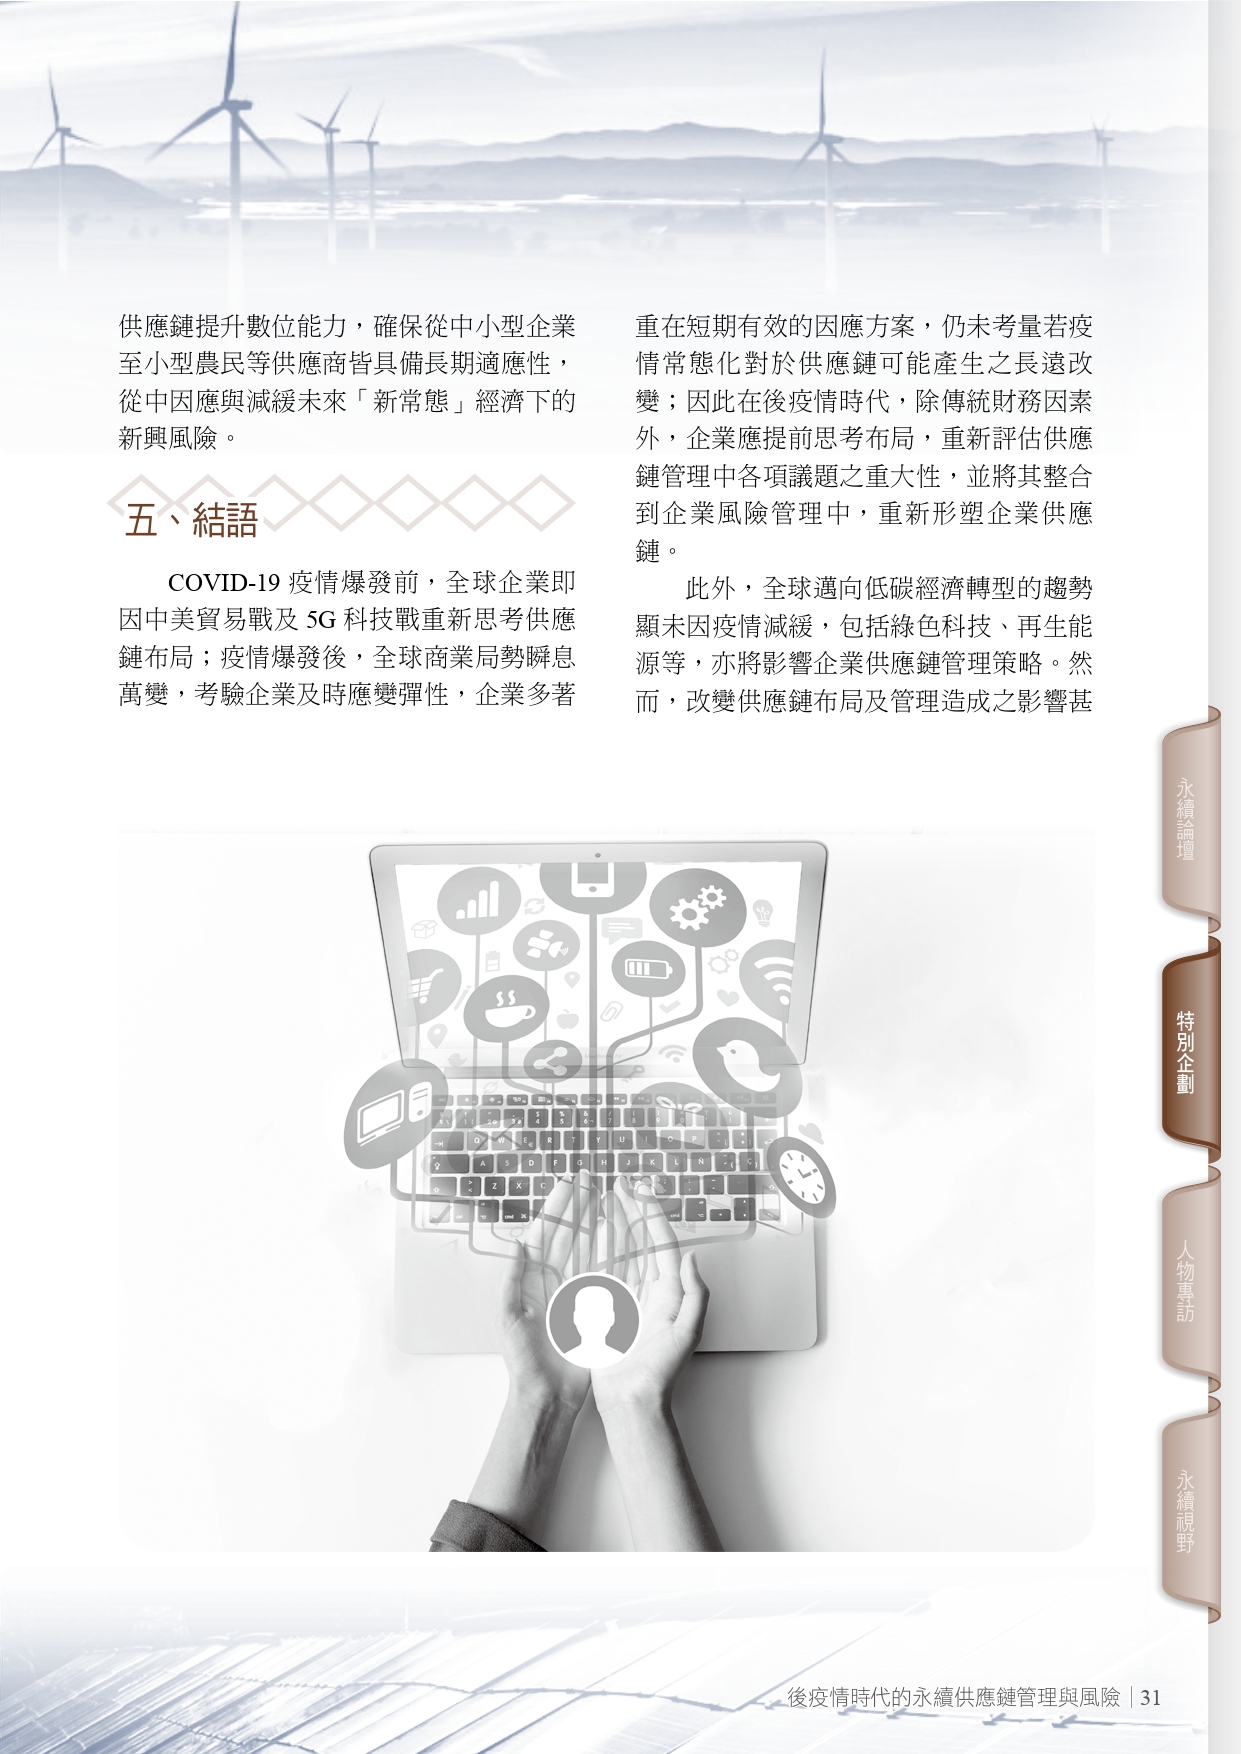 供應鏈提升數位能力，確保從中小型企業
至小型農民等供應商皆具備長期適應性，
從中因應與減緩未來「新常態」經濟下的
新興風險。
五、結語
COVID-19 疫情爆發前，全球企業即
因中美貿易戰及 5G 科技戰重新思考供應
鏈布局；疫情爆發後，全球商業局勢瞬息
萬變，考驗企業及時應變彈性，企業多著
重在短期有效的因應方案，仍未考量若疫
情常態化對於供應鏈可能產生之長遠改
變；因此在後疫情時代，除傳統財務因素
外，企業應提前思考布局，重新評估供應
鏈管理中各項議題之重大性，並將其整合
到企業風險管理中，重新形塑企業供應
鏈。
此外，全球邁向低碳經濟轉型的趨勢
顯未因疫情減緩，包括綠色科技、再生能
源等，亦將影響企業供應鏈管理策略。然
而，改變供應鏈布局及管理造成之影響甚
永續論壇
特別企劃
人物專訪
永續視野
後疫情時代的永續供應鏈管理與風險｜31